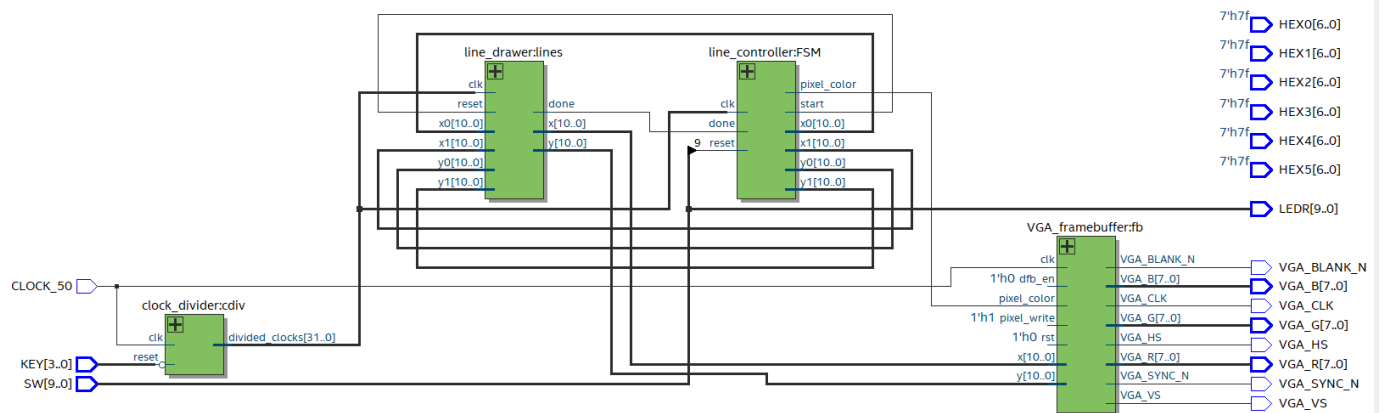 7'h7f HEX0[6..0]
7'h7f HEX1[6..0]
7'h7f HEX2[6..0]
7'h7f HEX3[6..0]
7'h7f HEX4[6..0]
7'h7f HEX5[6..0]
LEDR[9..0]
line_drawer:lines
clk
reset
x0[10..0]
x1[10..0]
y0[10..0]
y1[10..0]
done
x[10..0]
y[10..0]
line_controller:FSM
clk
done
9 reset
pixel_color
start
x0[10..0]
x1[10..0]
y0[10..0]
y1[10..0]
CLOCK_50
KEY[3..0]
SW[9..0]
clock_divider:cdiv
clk
reset
divided_clocks[31..0]
VGA_framebuffer:fb
clk
1'h0 dfb_en
pixel_color
1'h1 pixel_write
1'h0 rst
x[10..0]
y[10..0]
VGA_BLANK_N
VGA_B[7..0]
VGA_CLK
VGA_G[7..0]
VGA_HS
VGA_R[7..0]
VGA_SYNC_N
VGA_VS
VGA_BLANK_N
VGA_B[7..0]
VGA_CLK
VGA_G[7..0]
VGA_HS
VGA_R[7..0]
VGA_SYNC_N
VGA_VS